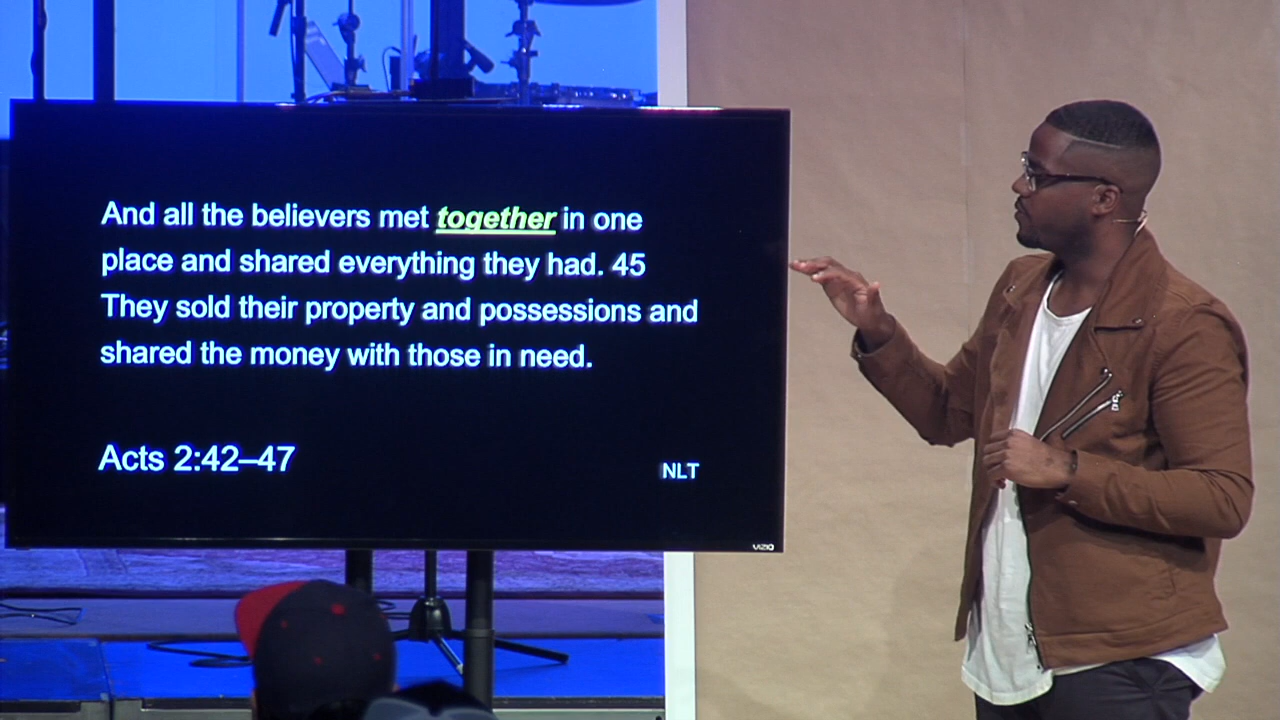 And all the believers met together in one
place and shared everything they had. 45
They sold their property and possessions and
shared the money with those in need.
Acts 2:42–47
NLT
VIZIO